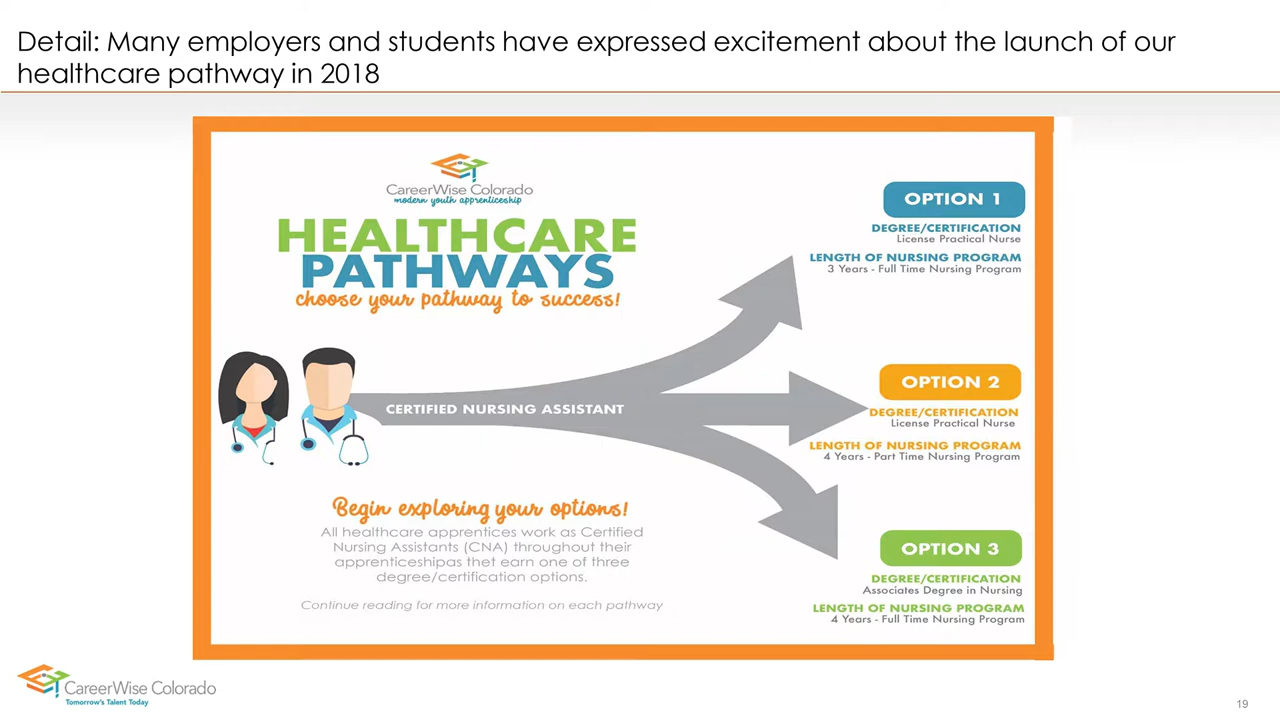 Detail: Many employers and students have expressed excitement about the launch of our
healthcare pathway in 2018
CareerWise Colorado
modern youth apprenticeship
HEALTHCARE
PATHWAYS
choose your pathway to success!
CERTIFIED NURSING ASSISTANT
Begin exploring your options!
All healthcare apprentices work as Certified
Nursing Assistants (CNA) throughout their
apprenticeshipas thet earn one of three
degree/certification options.
Continue reading for more information on each pathway
OPTION 1
DEGREE/CERTIFICATION
License Practical Nurse
LENGTH OF NURSING PROGRAM
3 Years - Full Time Nursing Program
OPTION 2
DEGREE/CERTIFICATION
License Practical Nurse
LENGTH OF NURSING PROGRAM
4 Years - Part Time Nursing Program
OPTION 3
DEGREE/CERTIFICATION
Associates Degree in Nursing
LENGTH OF NURSING PROGRAM
4 Years - Full Time Nursing Program
CareerWise Colorado
Tomorrow's Talent Today
19